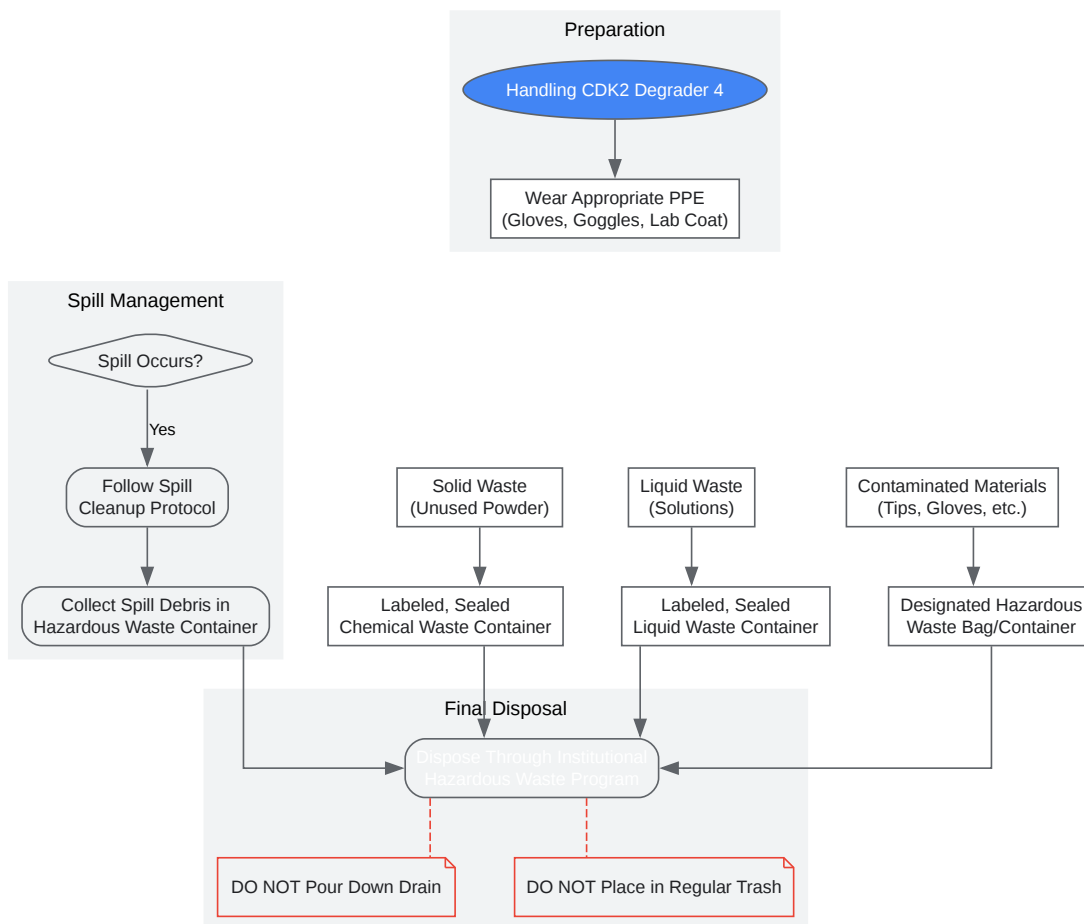 Preparation
Handling CDK2 Degrader 4
Wear Appropriate PPE
(Gloves, Goggles, Lab Coat)
Spill Management
Spill Occurs?
Yes
Follow Spill
Cleanup Protocol
Collect Spill Debris in
Hazardous Waste Container
Solid Waste
(Unused Powder)
Labeled, Sealed
Chemical Waste Container
Liquid Waste
(Solutions)
Labeled, Sealed
Liquid Waste Container
Contaminated Materials
(Tips, Gloves, etc.)
Designated Hazardous
Waste Bag/Container
Final Disposal
Dispose Through Institutional
Hazardous Waste Program
DO NOT Pour Down Drain
DO NOT Place in Regular Trash